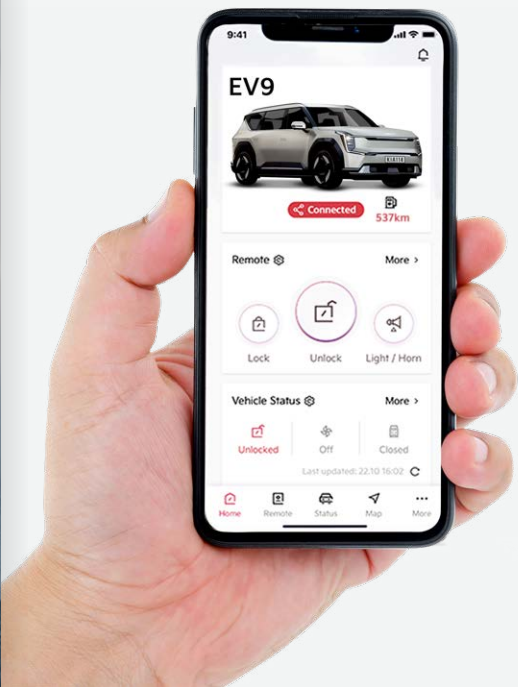 9:41
EV9
Connected
537km
Remote
More >
Lock
Unlock
Light / Horn
Vehicle Status
More >
Unlocked
Off
Closed
Last updated: 22.10 16:02
Home
Remote
Status
Map
More